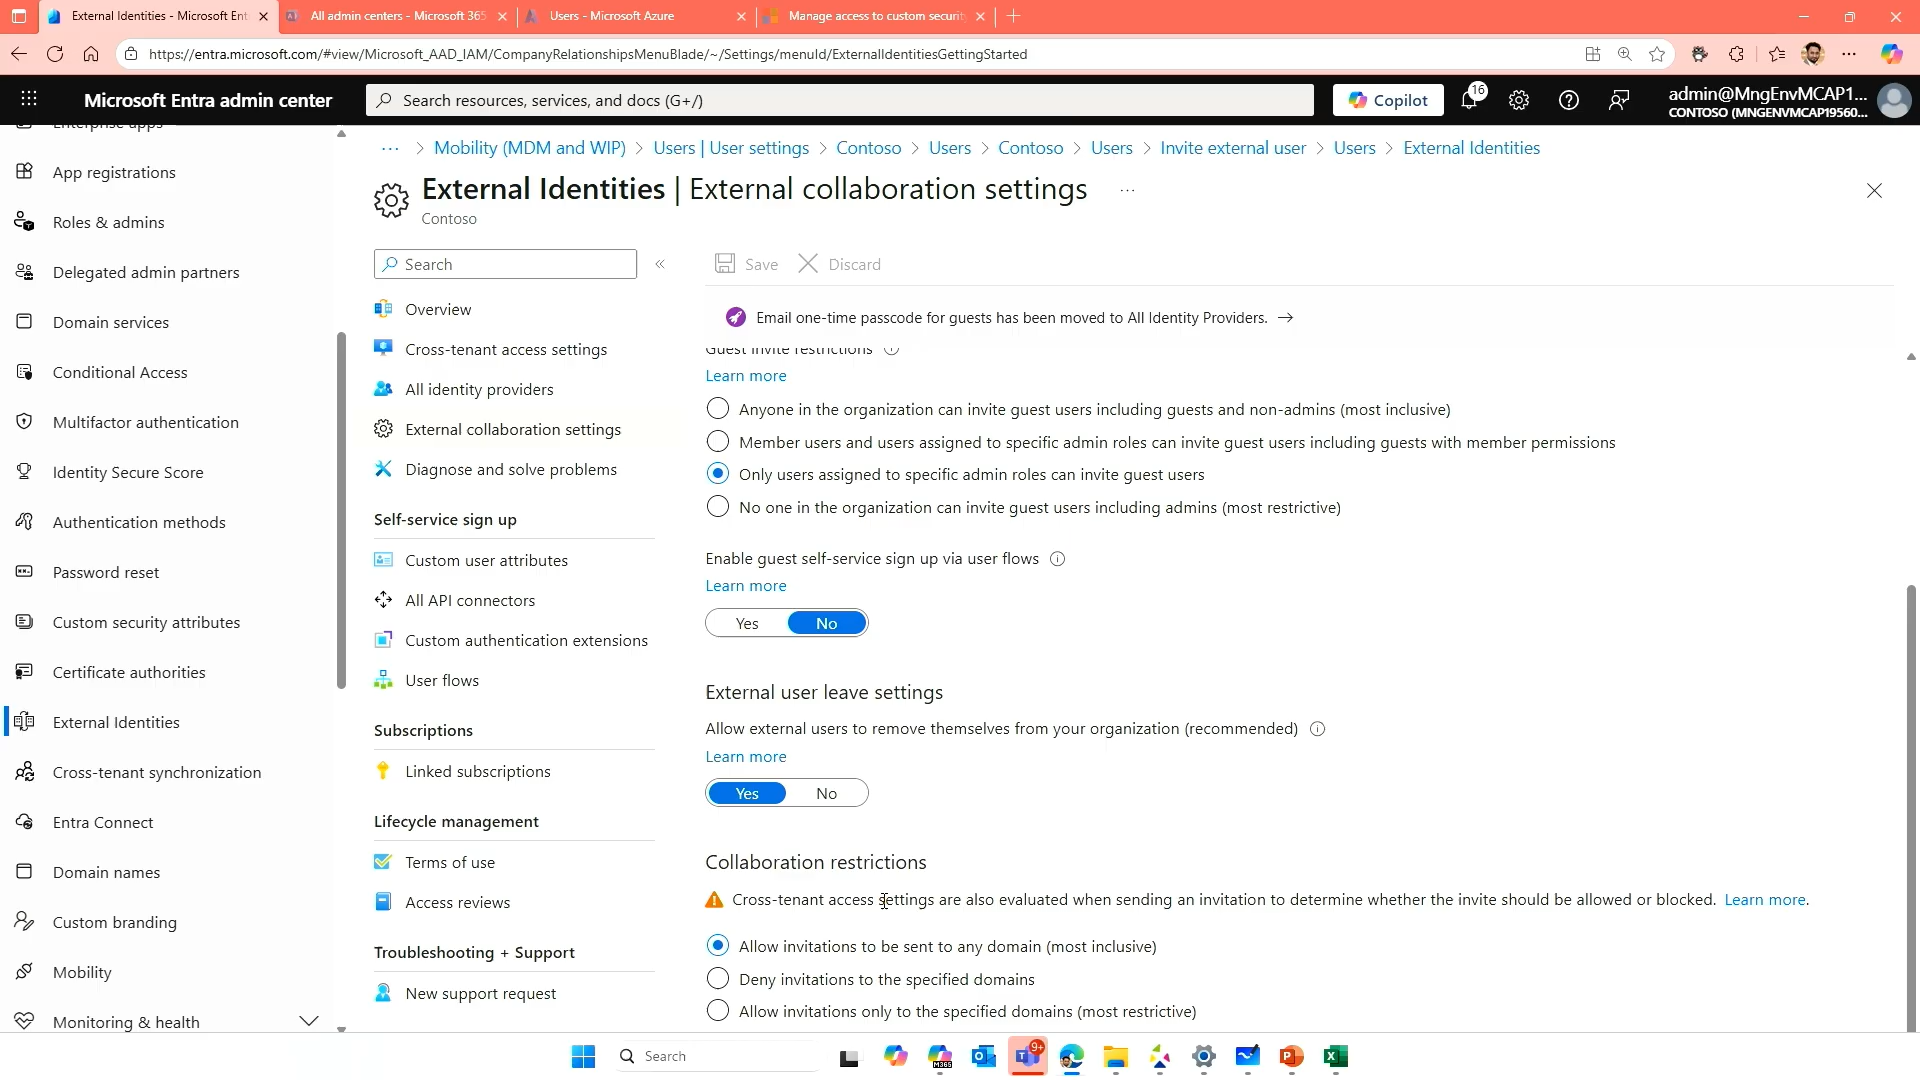 External Identities - Microsoft Ent
All admin centers - Microsoft 365
Users - Microsoft Azure
Manage access to custom securit
https://entra.microsoft.com/#view/Microsoft_AAD_IAM/CompanyRelationshipsMenuBlade/~/Settings/menuId/ExternalIdentitiesGettingStarted
Microsoft Entra admin center
Search resources, services, and docs (G+/)
Copilot
16
admin@MngEnvMCAP1...
CONTOSO (MNGENVMCAP19560...
Enterprise apps
App registrations
Roles & admins
Delegated admin partners
Domain services
Conditional Access
Multifactor authentication
Identity Secure Score
Authentication methods
Password reset
Custom security attributes
Certificate authorities
External Identities
Cross-tenant synchronization
Entra Connect
Domain names
Custom branding
Mobility
Monitoring & health
... > Mobility (MDM and WIP) > Users | User settings > Contoso > Users > Contoso > Users > Invite external user > Users > External Identities
External Identities | External collaboration settings ...
Contoso
Search
Overview
Cross-tenant access settings
All identity providers
External collaboration settings
Diagnose and solve problems
Self-service sign up
Custom user attributes
All API connectors
Custom authentication extensions
User flows
Subscriptions
Linked subscriptions
Lifecycle management
Terms of use
Access reviews
Troubleshooting + Support
New support request
Save
Discard
Email one-time passcode for guests has been moved to All Identity Providers. →
Guest invite restrictions
Learn more
Anyone in the organization can invite guest users including guests and non-admins (most inclusive)
Member users and users assigned to specific admin roles can invite guest users including guests with member permissions
Only users assigned to specific admin roles can invite guest users
No one in the organization can invite guest users including admins (most restrictive)
Enable guest self-service sign up via user flows
Learn more
Yes No
External user leave settings
Allow external users to remove themselves from your organization (recommended)
Learn more
Yes No
Collaboration restrictions
Cross-tenant access settings are also evaluated when sending an invitation to determine whether the invite should be allowed or blocked. Learn more.
Allow invitations to be sent to any domain (most inclusive)
Deny invitations to the specified domains
Allow invitations only to the specified domains (most restrictive)
Search
M365
9+